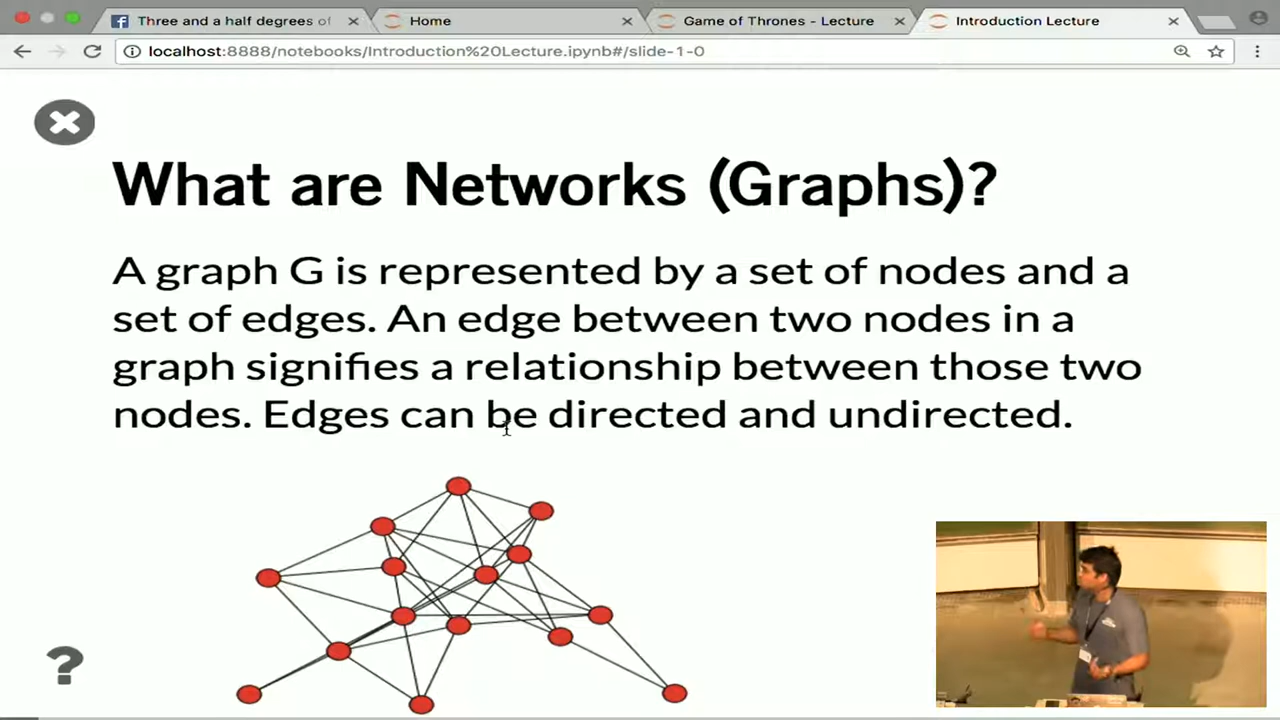 Three and a half degrees of
Home
Game of Thrones - Lecture
Introduction Lecture
localhost:8888/notebooks/Introduction%20Lecture.ipynb#/slide-1-0
What are Networks (Graphs)?
A graph G is represented by a set of nodes and a
set of edges. An edge between two nodes in a
graph signifies a relationship between those two
nodes. Edges can be directed and undirected.
?